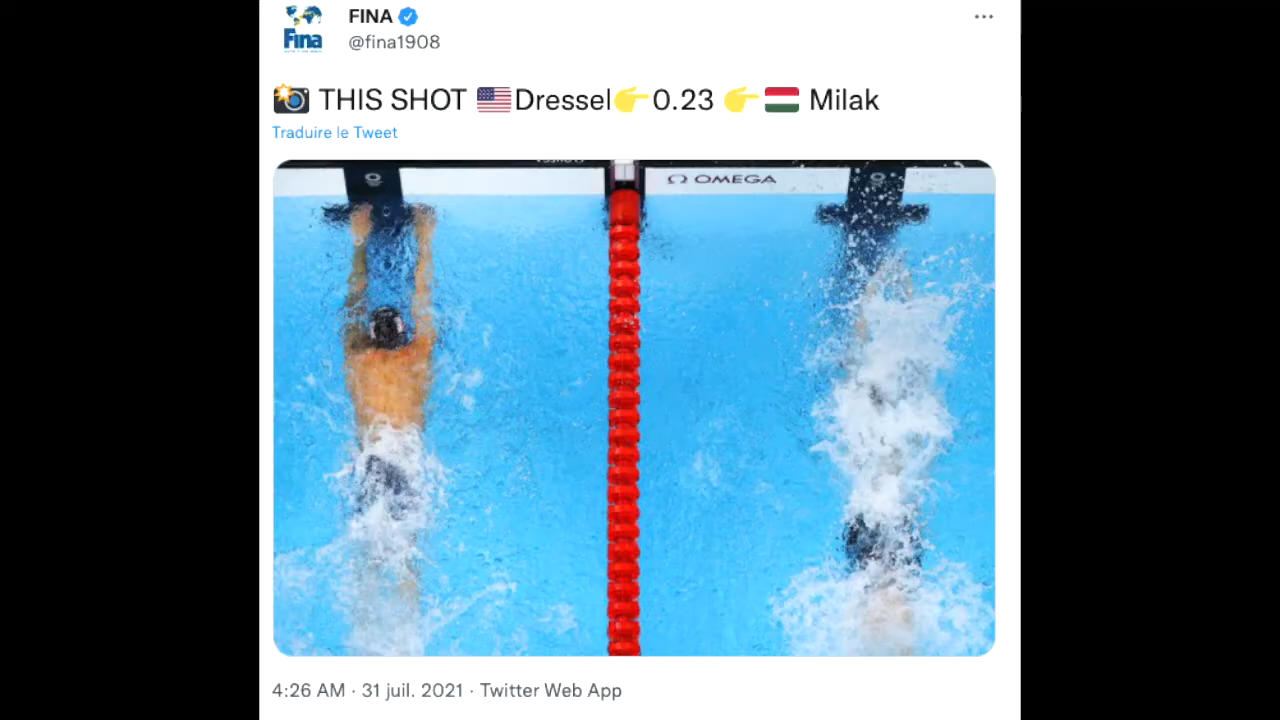 FINA
@fina1908
Fina
📸 THIS SHOT 🇺🇸Dressel👉0.23 👉🇭🇺 Milak
Traduire le Tweet
Ω OMEGA
4:26 AM · 31 juil. 2021 · Twitter Web App